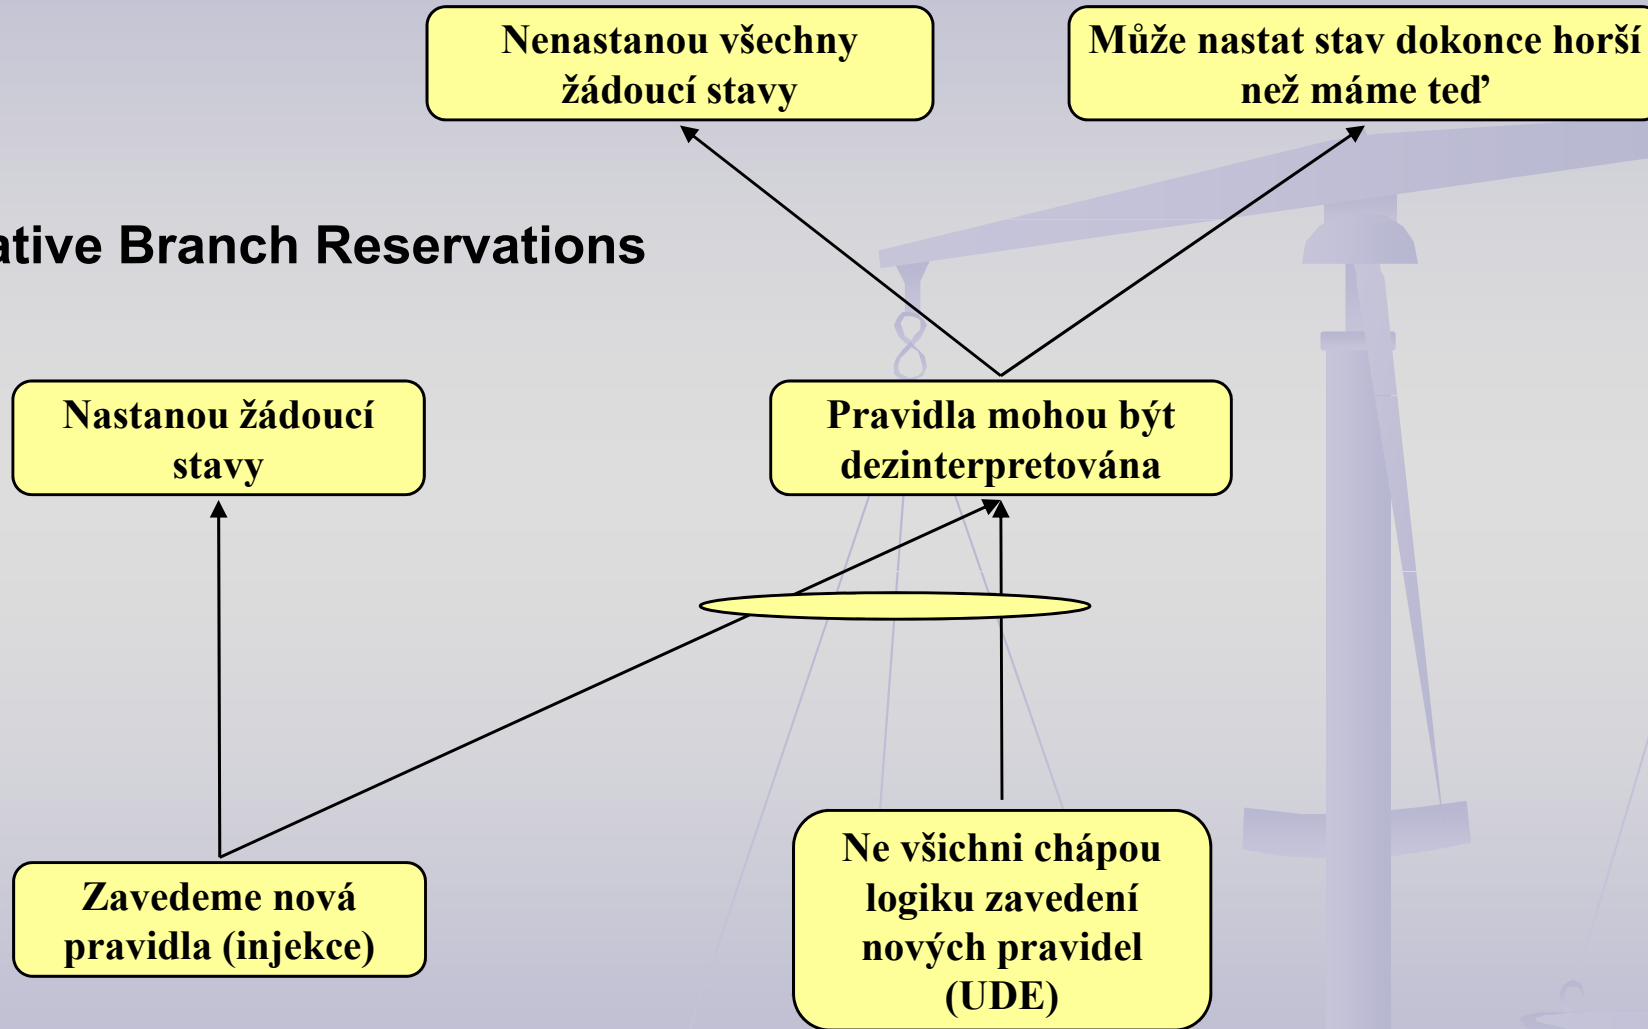 Nenastanou všechny
žádoucí stavy
Může nastat stav dokonce horší
než máme teď
ative Branch Reservations
Nastanou žádoucí
stavy
Pravidla mohou být
dezinterpretována
Zavedeme nová
pravidla (injekce)
Ne všichni chápou
logiku zavedení
nových pravidel
(UDE)